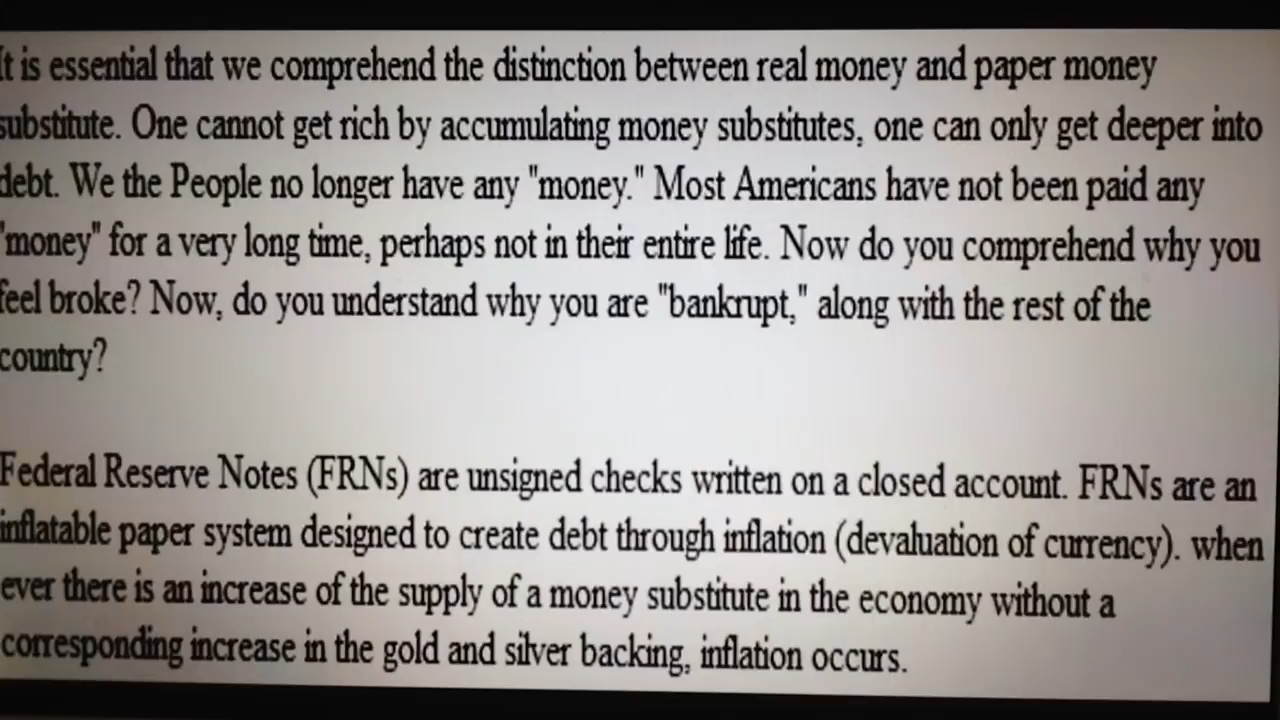 It is essential that we comprehend the distinction between real money and paper money
substitute. One cannot get rich by accumulating money substitutes, one can only get deeper into
debt. We the People no longer have any "money." Most Americans have not been paid any
"money" for a very long time, perhaps not in their entire life. Now do you comprehend why you
feel broke? Now, do you understand why you are "bankrupt," along with the rest of the
country?
Federal Reserve Notes (FRNs) are unsigned checks written on a closed account. FRNs are an
inflatable paper system designed to create debt through inflation (devaluation of currency). when
ever there is an increase of the supply of a money substitute in the economy without a
corresponding increase in the gold and silver backing, inflation occurs.